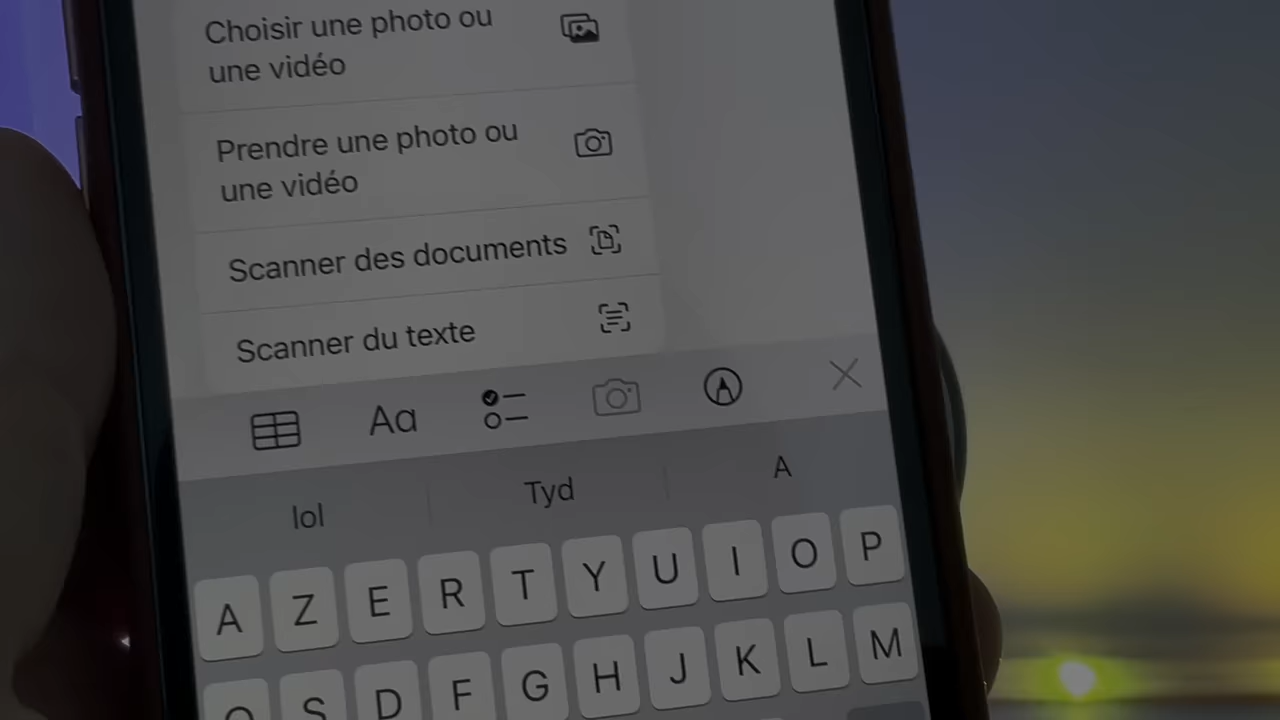 Choisir une photo ou
une vidéo
Prendre une photo ou
une vidéo
Scanner des documents
Scanner du texte
Aa
lol Tyd A
A Z E R T Y U I O P
Q S D F G H J K L M